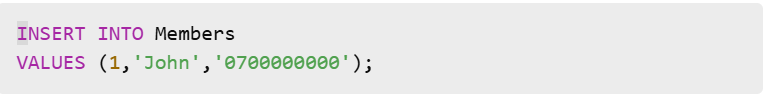 INSERT INTO Members
VALUES (1,'John','0700000000');